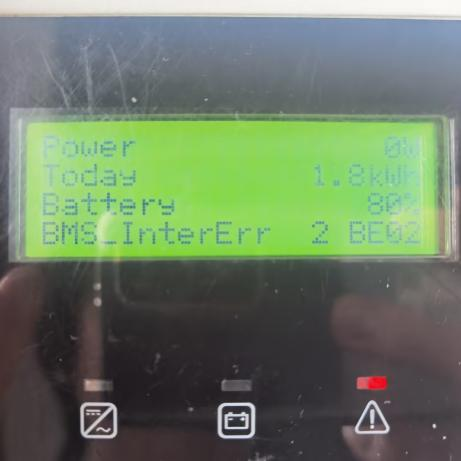 Power 0W
Today 1.8kWh
Battery 80%
BMS_InterErr 2 BE02